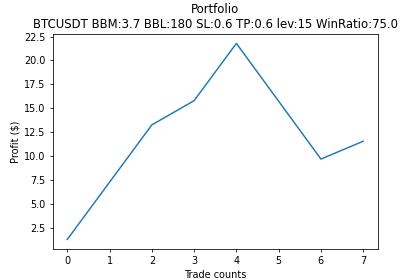 Portfolio
BTCUSDT BBM:3.7 BBL:180 SL:0.6 TP:0.6 lev:15 WinRatio:75.0
22.5
20.0
17.5
15.0
12.5
10.0
7.5
5.0
2.5
Profit ($)
0 1 2 3 4 5 6 7
Trade counts